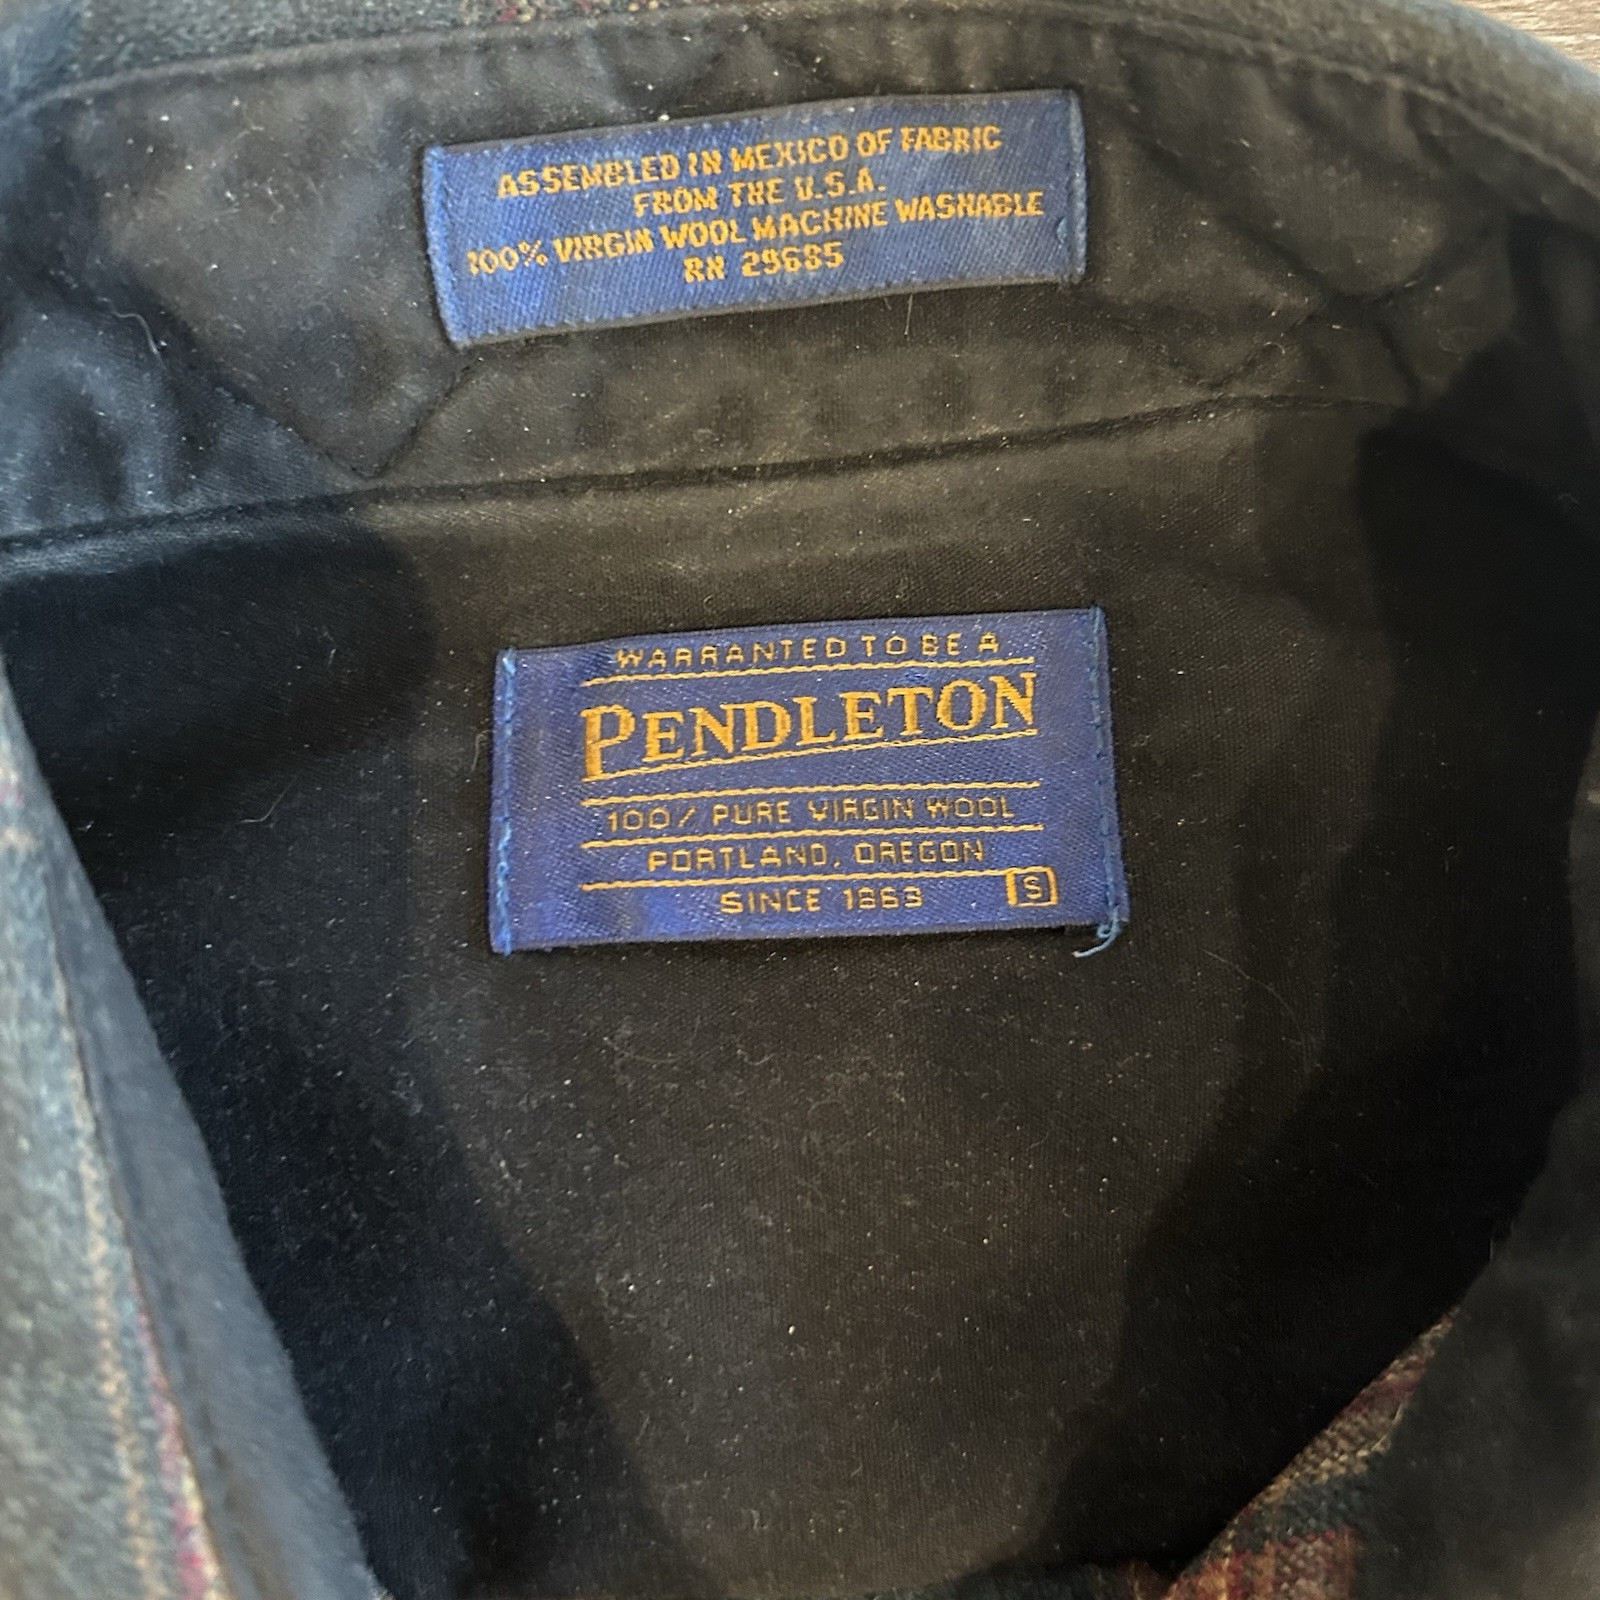 ASSEMBLED IN MEXICO OF FABRIC
FROM THE U.S.A.
100% VIRGIN WOOL MACHINE WASHABLE
RN 29685
WARRANTED TO BE A
PENDLETON
100% PURE VIRGIN WOOL
PORTLAND, OREGON
SINCE 1863
S